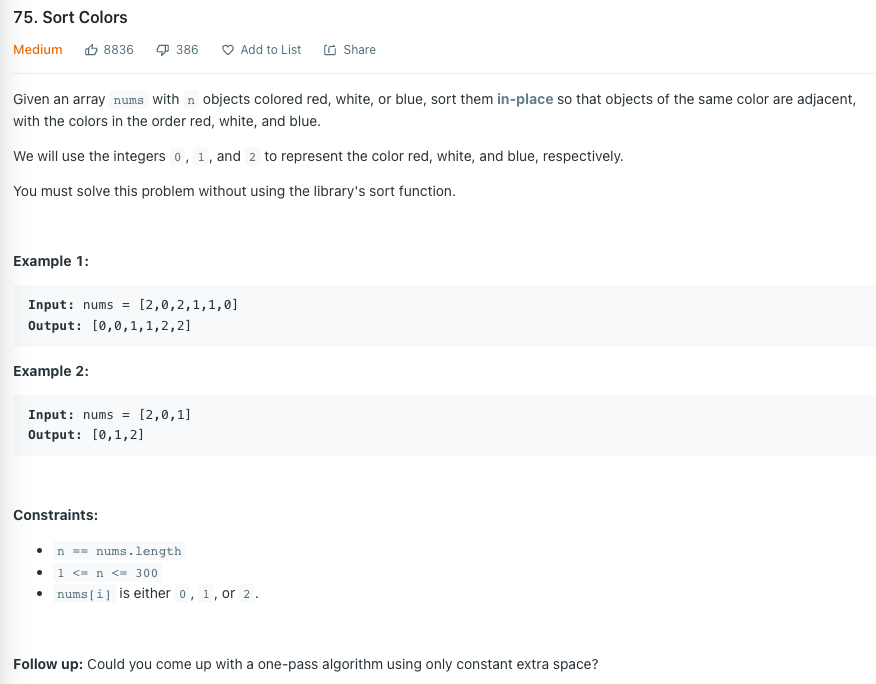 75. Sort Colors
Medium 8836 386 Add to List Share
Given an array nums with n objects colored red, white, or blue, sort them in-place so that objects of the same color are adjacent,
with the colors in the order red, white, and blue.
We will use the integers 0, 1, and 2 to represent the color red, white, and blue, respectively.
You must solve this problem without using the library's sort function.
Example 1:
Input: nums = [2,0,2,1,1,0]
Output: [0,0,1,1,2,2]
Example 2:
Input: nums = [2,0,1]
Output: [0,1,2]
Constraints:
• n == nums.length
• 1 <= n <= 300
• nums[i] is either 0, 1, or 2.
Follow up: Could you come up with a one-pass algorithm using only constant extra space?